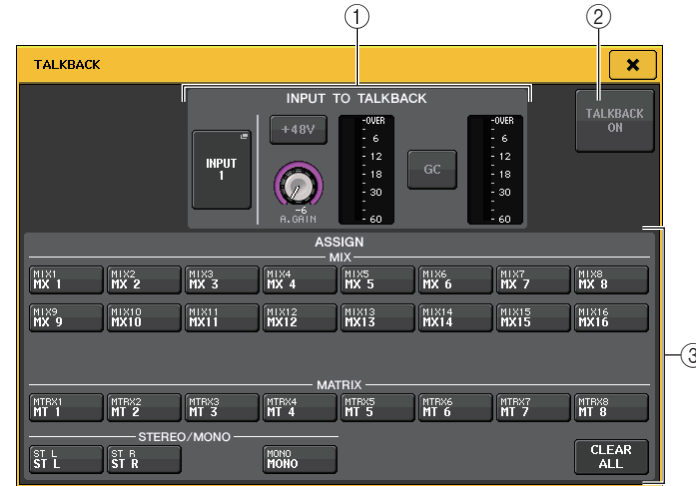 ① ②
TALKBACK
INPUT TO TALKBACK
TALKBACK ON
INPUT 1
+48V
-6
A.GAIN
-OVER
- 6
- 12
- 18
- 30
- 60
GC
-OVER
- 6
- 12
- 18
- 30
- 60
③
ASSIGN
MIX
MIX1 MIX2 MIX3 MIX4 MIX5 MIX6 MIX7 MIX8
MX 1 MX 2 MX 3 MX 4 MX 5 MX 6 MX 7 MX 8
MIX9 MIX10 MIX11 MIX12 MIX13 MIX14 MIX15 MIX16
MX 9 MX10 MX11 MX12 MX13 MX14 MX15 MX16
MATRIX
MTRX1 MTRX2 MTRX3 MTRX4 MTRX5 MTRX6 MTRX7 MTRX8
MT 1 MT 2 MT 3 MT 4 MT 5 MT 6 MT 7 MT 8
STEREO/MONO
ST L ST R MONO
ST L ST R MONO
CLEAR ALL